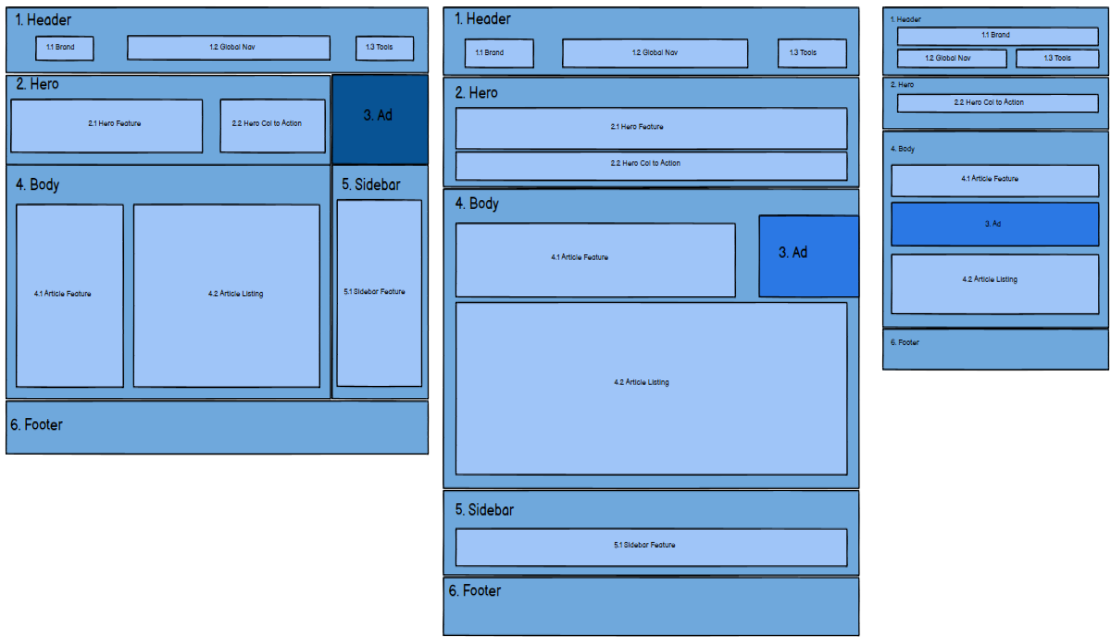 1. Header
1.1 Brand
1.2 Global Nav
1.3 Tools
2. Hero
2.1 Hero Feature
2.2 Hero Col to Action
3. Ad
4. Body
4.1 Article Feature
4.2 Article Listing
5. Sidebar
5.1 Sidebar Feature
6. Footer
1. Header
1.1 Brand
1.2 Global Nav
1.3 Tools
2. Hero
2.1 Hero Feature
2.2 Hero Col to Action
4. Body
4.1 Article Feature
3. Ad
4.2 Article Listing
5. Sidebar
5.1 Sidebar Feature
6. Footer
1. Header
1.1 Brand
1.2 Global Nav
1.3 Tools
2. Hero
2.2 Hero Col to Action
4. Body
4.1 Article Feature
3. Ad
4.2 Article Listing
6. Footer